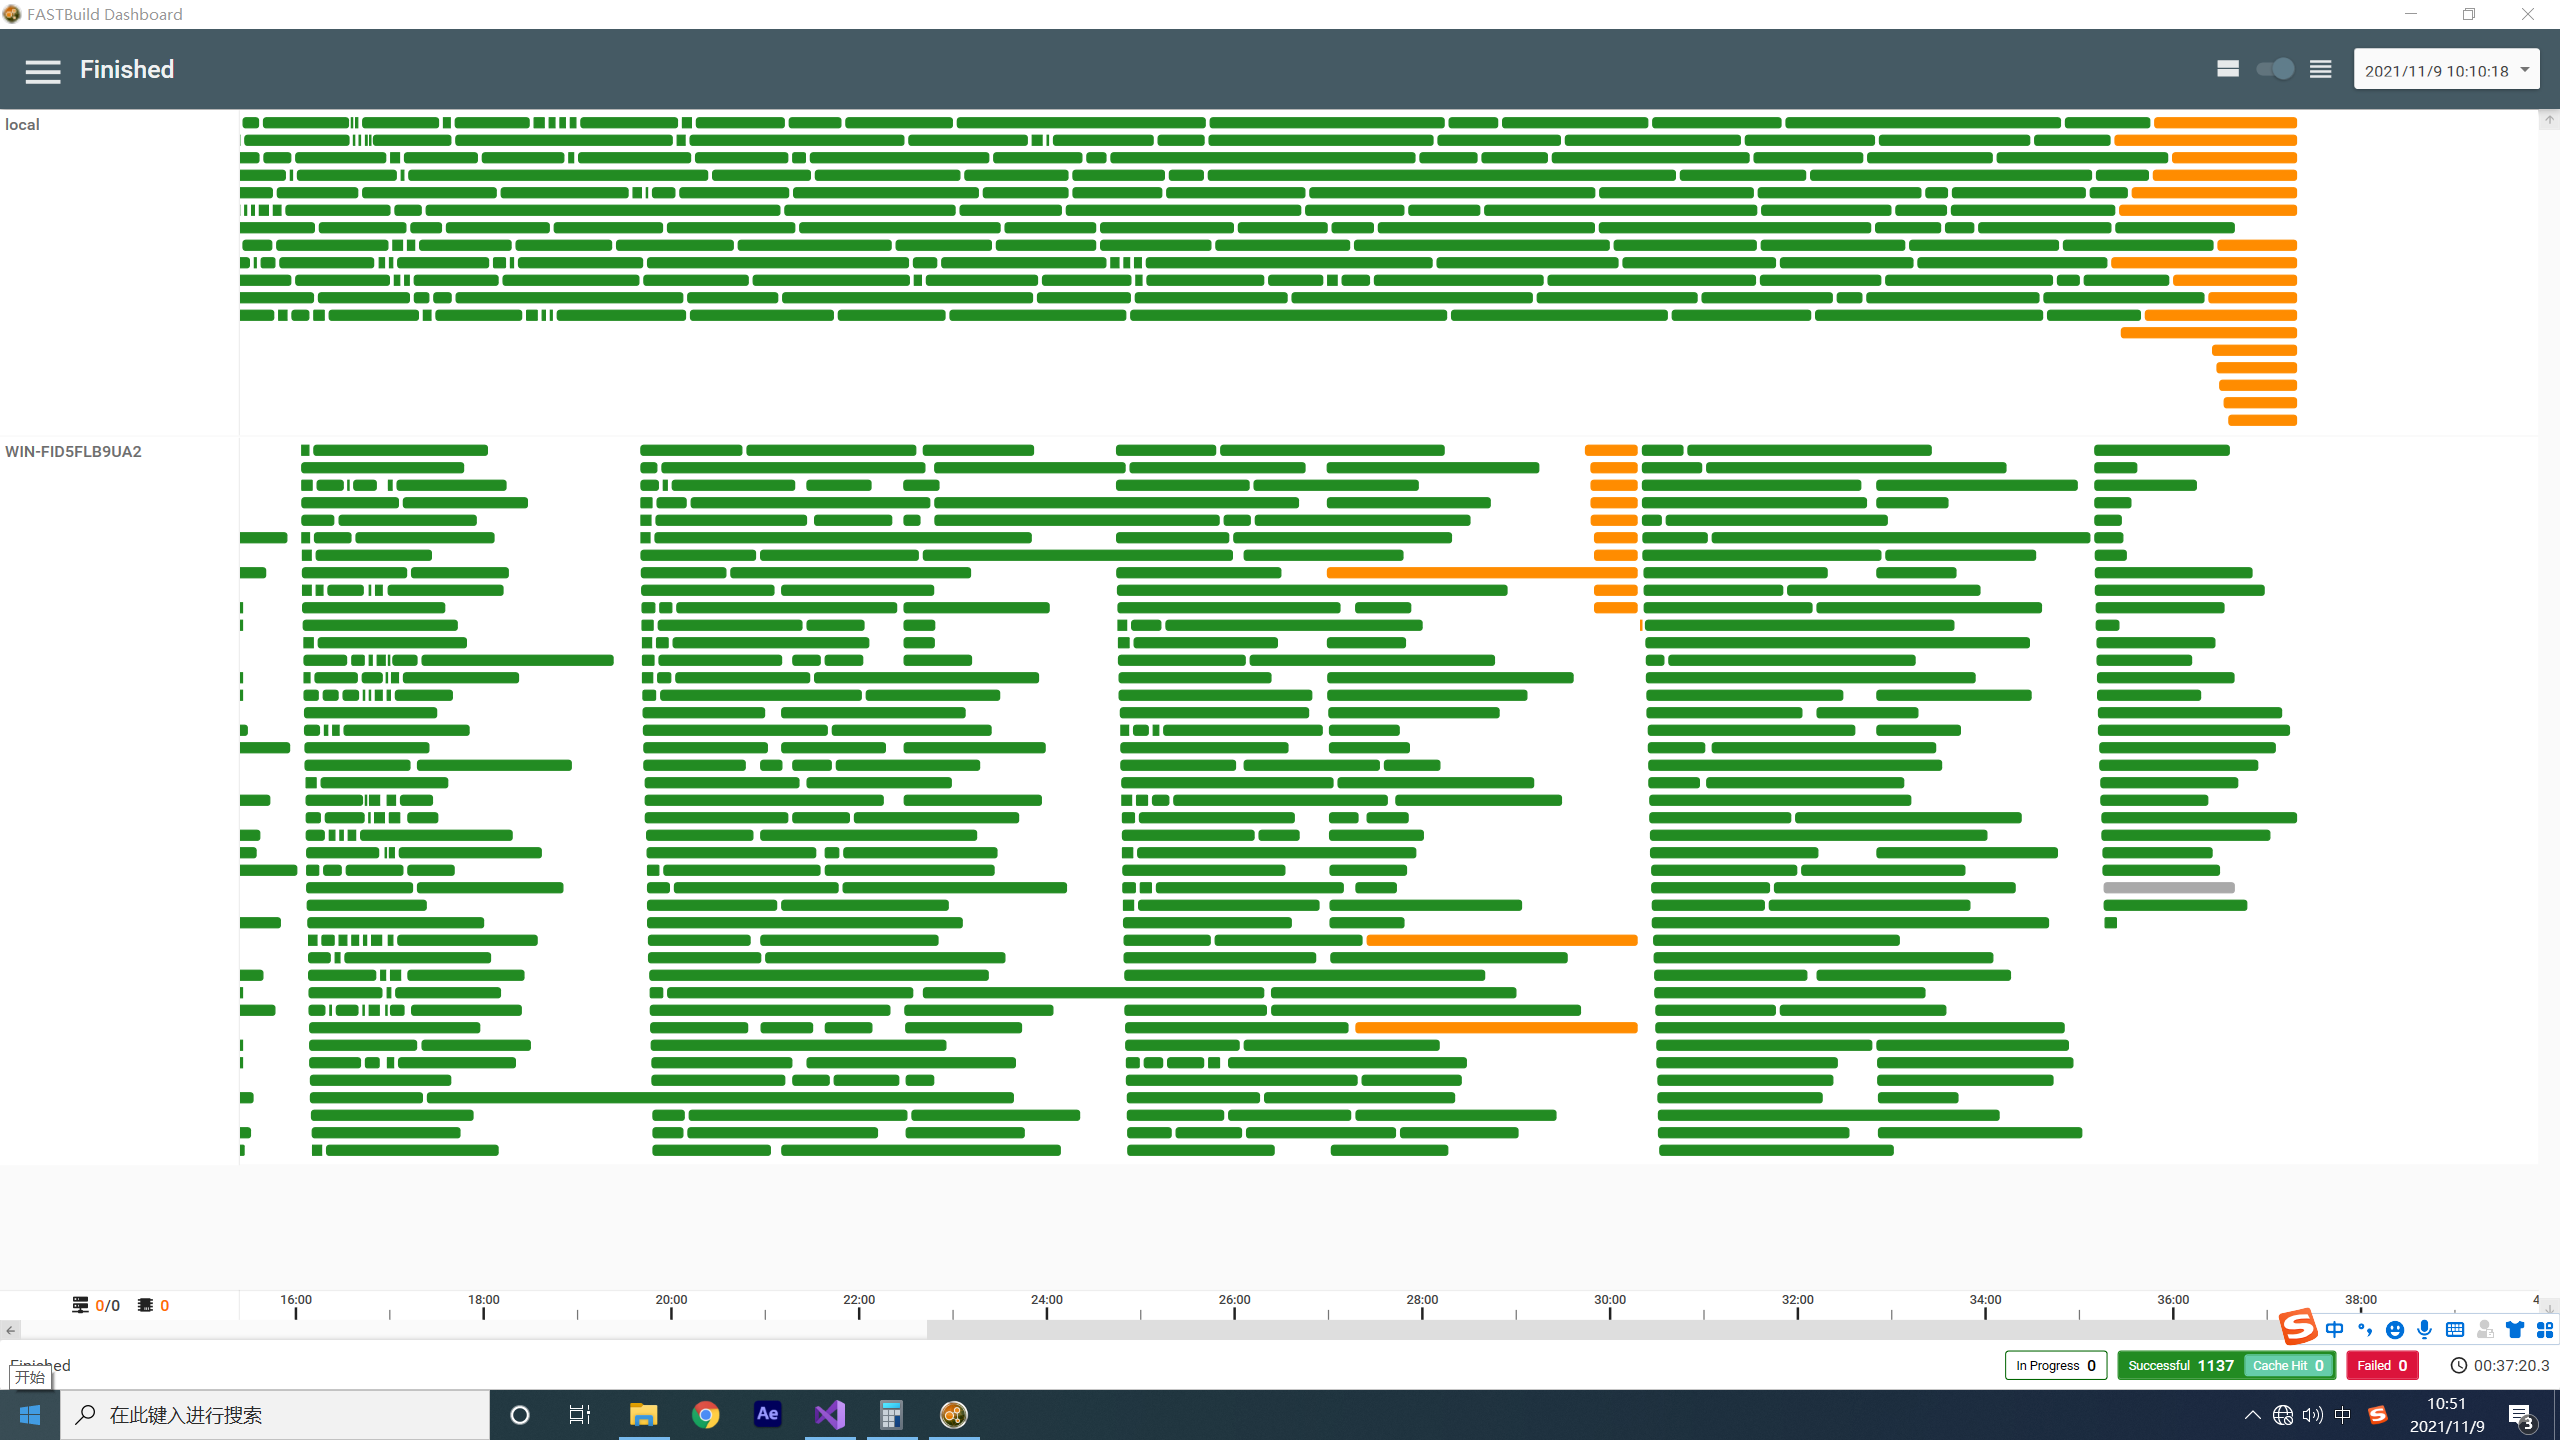 FASTBuild Dashboard
Finished
2021/11/9 10:10:18
local
WIN-FID5FLB9UA2
0/0 0
16:00 18:00 20:00 22:00 24:00 26:00 28:00 30:00 32:00 34:00 36:00 38:00 4
中
Finished
In Progress 0 Successful 1137 Cache Hit 0 Failed 0 00:37:20.3
开始
在此键入进行搜索
Ae
中
10:51
2021/11/9
3